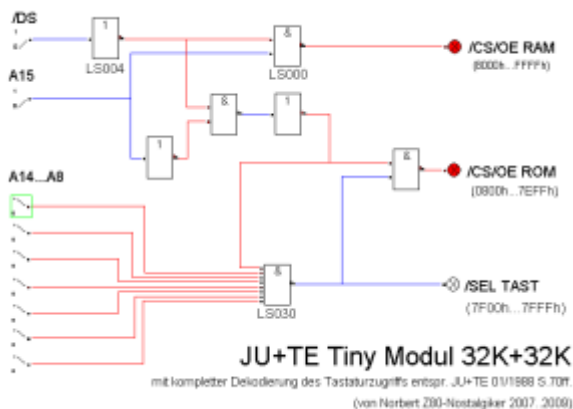 /DS
1
&
LS004
LS000
/CS/OE RAM
(8000h...FFFFh)
A15
&
1
1
&
A14...A8
/CS/OE ROM
(0800h...7EFFh)
&
LS030
/SEL TAST
(7F00h...7FFFh)
JU+TE Tiny Modul 32K+32K
mit kompletter Dekodierung des Tastaturzugriffs entspr. JU+TE 01/1988 S.70ff.
(von Norbert Z80-Nostalgiker 2007, 2008)